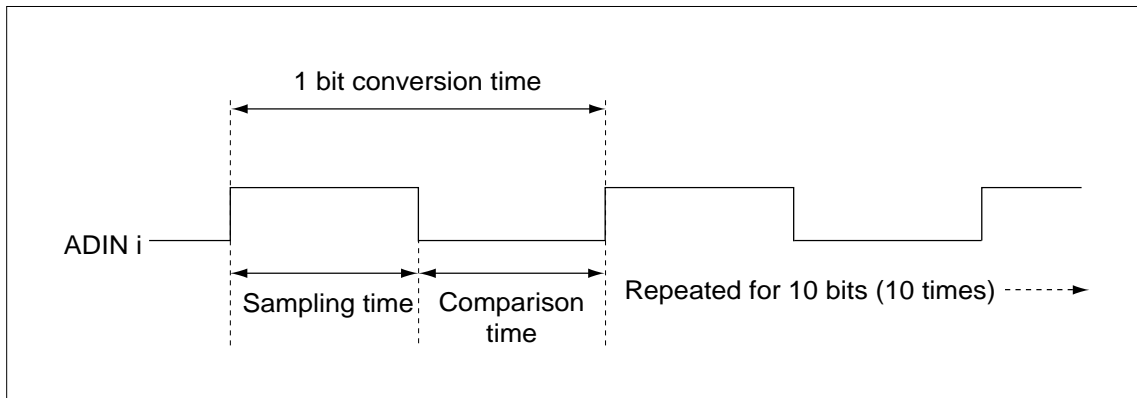 1 bit conversion time
ADIN i
Sampling time
Comparison
time
Repeated for 10 bits (10 times)